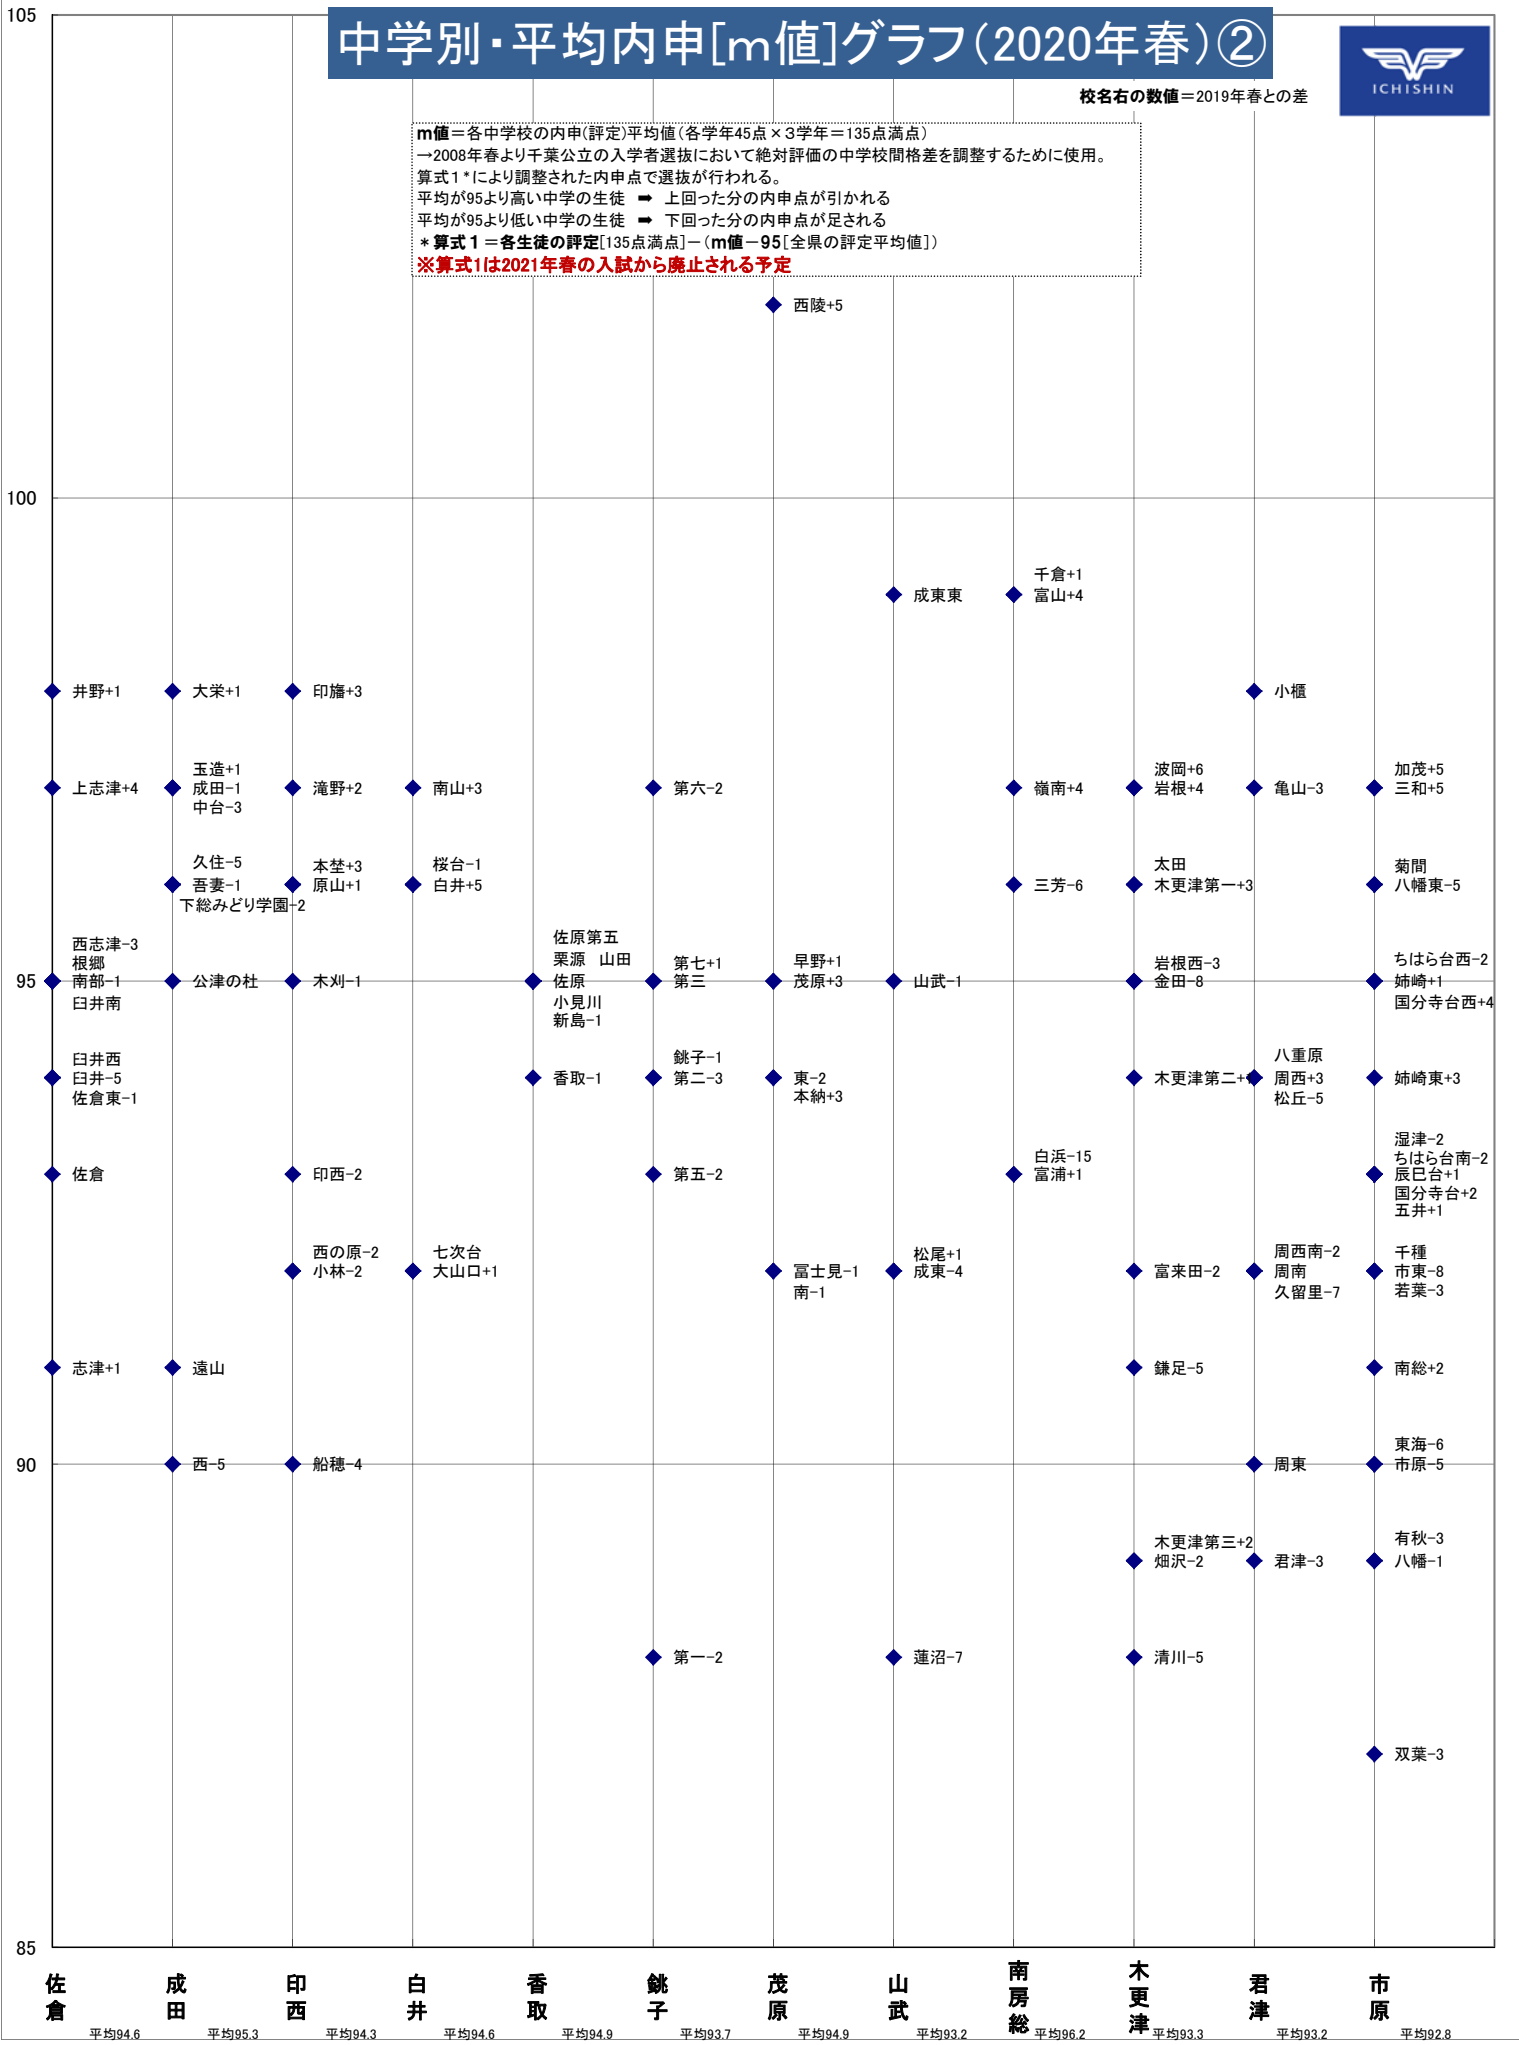 105
中学別・平均内申[m値]グラフ(2020年春)②
ICHISHIN
校名右の数値＝2019年春との差
m値＝各中学校の内申(評定)平均値(各学年45点×3学年＝135点満点)
→2008年春より千葉公立の入学者選抜において絶対評価の中学校間格差を調整するために使用。
算式1*により調整された内申点で選抜が行われる。
平均が95より高い中学の生徒 ➡ 上回った分の内申点が引かれる
平均が95より低い中学の生徒 ➡ 下回った分の内申点が足される
＊算式１＝各生徒の評定[135点満点]－(m値－95[全県の評定平均値])
※算式1は2021年春の入試から廃止される予定
西陵+5
100
千倉+1
成東東
富山+4
井野+1
大栄+1
印旛+3
小櫃
玉造+1
波岡+6
加茂+5
上志津+4
成田-1
滝野+2
南山+3
第六-2
嶺南+4
岩根+4
亀山-3
三和+5
中台-3
久住-5
本埜+3
桜台-1
太田
菊間
吾妻-1
原山+1
白井+5
三芳-6
木更津第一+3
八幡東-5
下総みどり学園-2
佐原第五
西志津-3
栗源 山田
第七+1
早野+1
岩根西-3
ちはら台西-2
根郷
95
南部-1
公津の杜
木刈-1
佐原
第三
茂原+3
山武-1
金田-8
姉崎+1
臼井南
小見川
国分寺台西+4
新島-1
臼井西
銚子-1
八重原
臼井-5
香取-1
第二-3
東-2
木更津第二+
周西+3
姉崎東+3
佐倉東-1
本納+3
松丘-5
湿津-2
白浜-15
ちはら台南-2
佐倉
印西-2
第五-2
富浦+1
辰巳台+1
国分寺台+2
五井+1
西の原-2
七次台
松尾+1
周西南-2
千種
小林-2
大山口+1
冨士見-1
成東-4
富来田-2
周南
市東-8
南-1
久留里-7
若葉-3
志津+1
遠山
鎌足-5
南総+2
東海-6
90
西-5
船穂-4
周東
市原-5
木更津第三+2
有秋-3
畑沢-2
君津-3
八幡-1
第一-2
蓮沼-7
清川-5
双葉-3
85
佐倉
平均94.6
成田
平均95.3
印西
平均94.3
白井
平均94.6
香取
平均94.9
銚子
平均93.7
茂原
平均94.9
山武
平均93.2
南房総
平均96.2
木更津
平均93.3
君津
平均93.2
市原
平均92.8